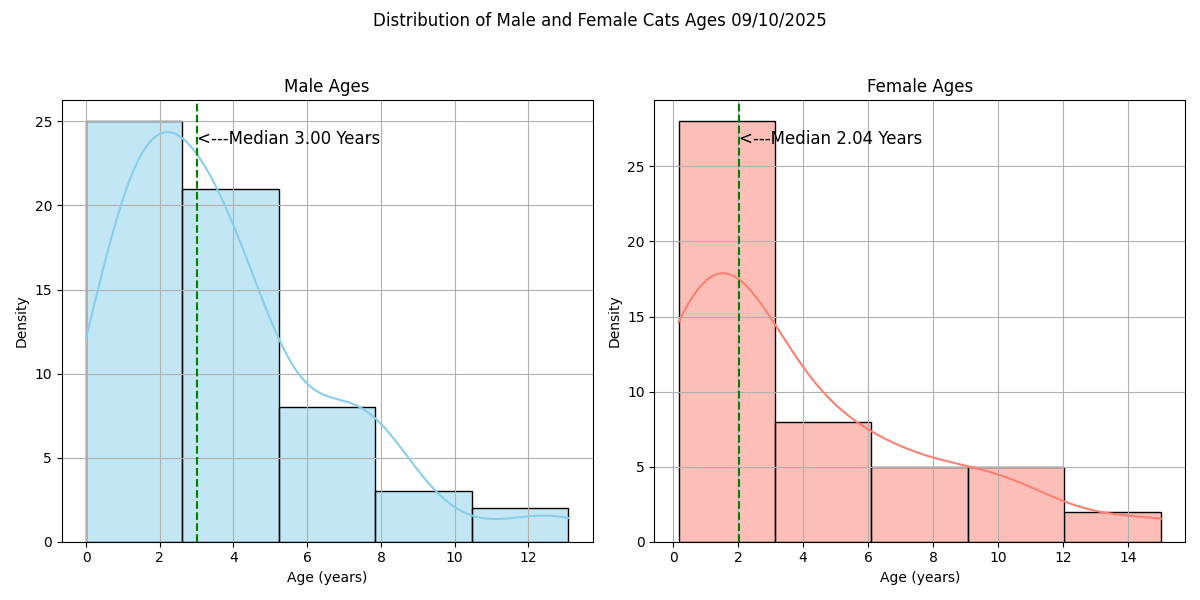 Distribution of Male and Female Cats Ages 09/10/2025
Male Ages
25
20
15
10
5
0
Density
<---Median 3.00 Years
0 2 4 6 8 10 12
Age (years)
Female Ages
25
20
15
10
5
0
Density
<---Median 2.04 Years
0 2 4 6 8 10 12 14
Age (years)